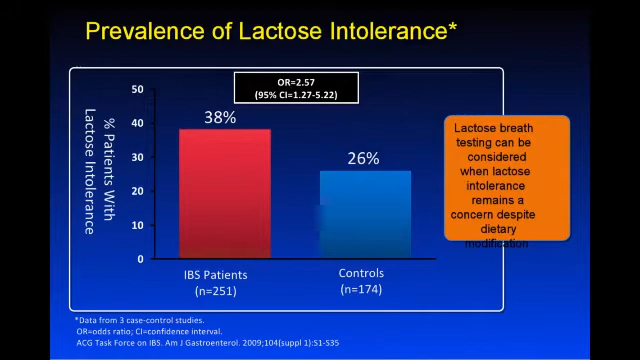 Prevalence of Lactose Intolerance*
OR=2.57
(95% CI=1.27-5.22)
% Patients With
Lactose Intolerance
50
40
30
20
10
0
38%
26%
IBS Patients
(n=251)
Controls
(n=174)
Lactose breath
testing can be
considered
when lactose
intolerance
remains a
concern despite
dietary
modification
*Data from 3 case-control studies.
OR=odds ratio; CI=confidence interval.
ACG Task Force on IBS. Am J Gastroenterol. 2009;104(suppl 1):S1-S35